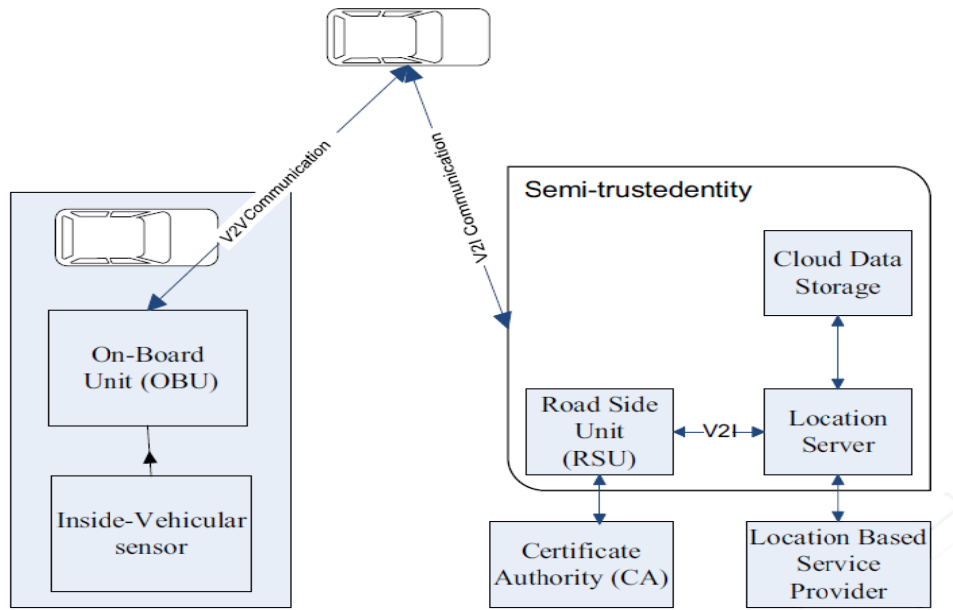 V2V Communication
V2I Communication
Semi-trustedentity
Cloud Data
Storage
On-Board
Unit (OBU)
Road Side
Unit
(RSU)
V2I
Location
Server
Inside-Vehicular
sensor
Certificate
Authority (CA)
Location Based
Service
Provider